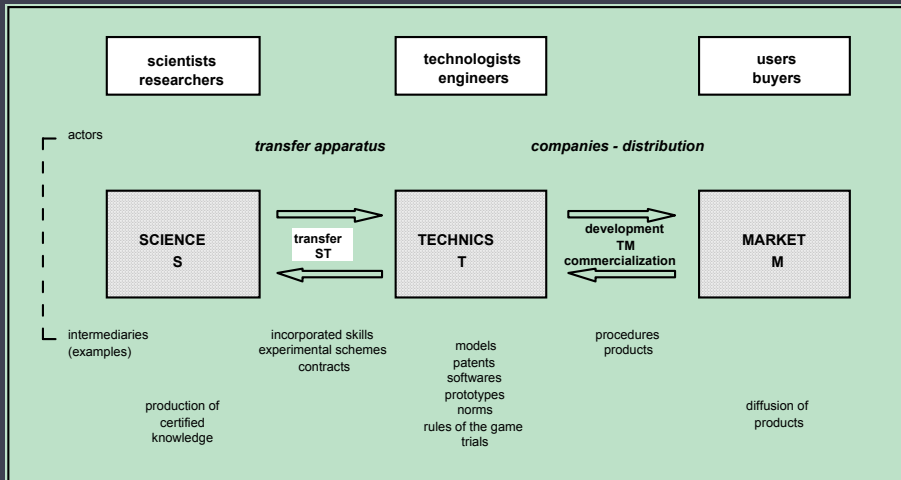 scientists
researchers
technologists
engineers
users
buyers
actors
transfer apparatus
companies - distribution
SCIENCE
S
transfer
ST
TECHNICS
T
development
TM
commercialization
MARKET
M
intermediaries
(examples)
incorporated skills
experimental schemes
contracts
models
patents
softwares
prototypes
norms
rules of the game
trials
procedures
products
production of
certified
knowledge
diffusion of
products